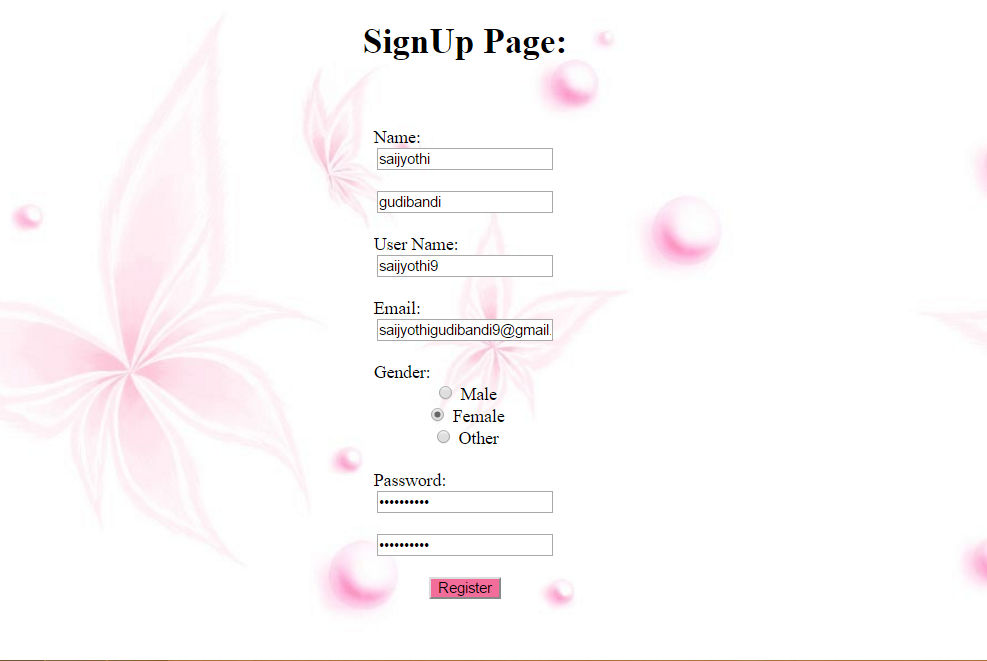 SignUp Page:
Name:
saijyothi
gudibandi
User Name:
saijyothi9
Email:
saijyothigudibandi9@gmail.
Gender:
Male
Female
Other
Password:
••••••••••
••••••••••
Register